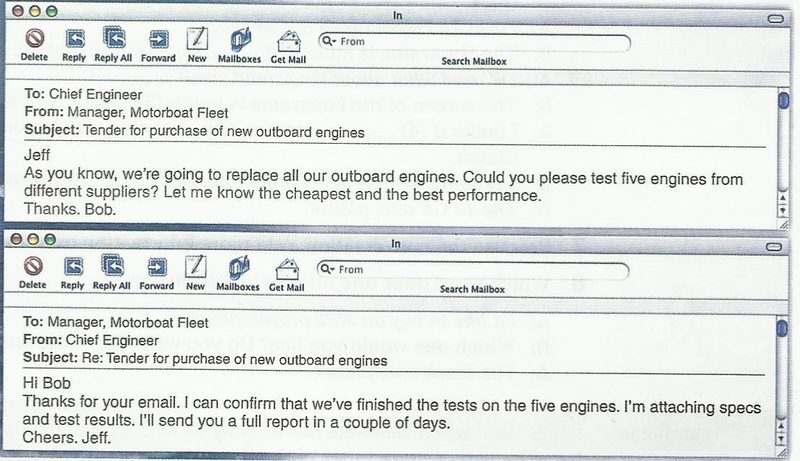 In
Delete Reply Reply All Forward New Mailboxes Get Mail
From
Search Mailbox
To: Chief Engineer
From: Manager, Motorboat Fleet
Subject: Tender for purchase of new outboard engines
Jeff
As you know, we're going to replace all our outboard engines. Could you please test five engines from
different suppliers? Let me know the cheapest and the best performance.
Thanks. Bob.
In
Delete Reply Reply All Forward New Mailboxes Get Mail
From
Search Mailbox
To: Manager, Motorboat Fleet
From: Chief Engineer
Subject: Re: Tender for purchase of new outboard engines
Hi Bob
Thanks for your email. I can confirm that we've finished the tests on the five engines. I'm attaching specs
and test results. I'll send you a full report in a couple of days.
Cheers. Jeff.